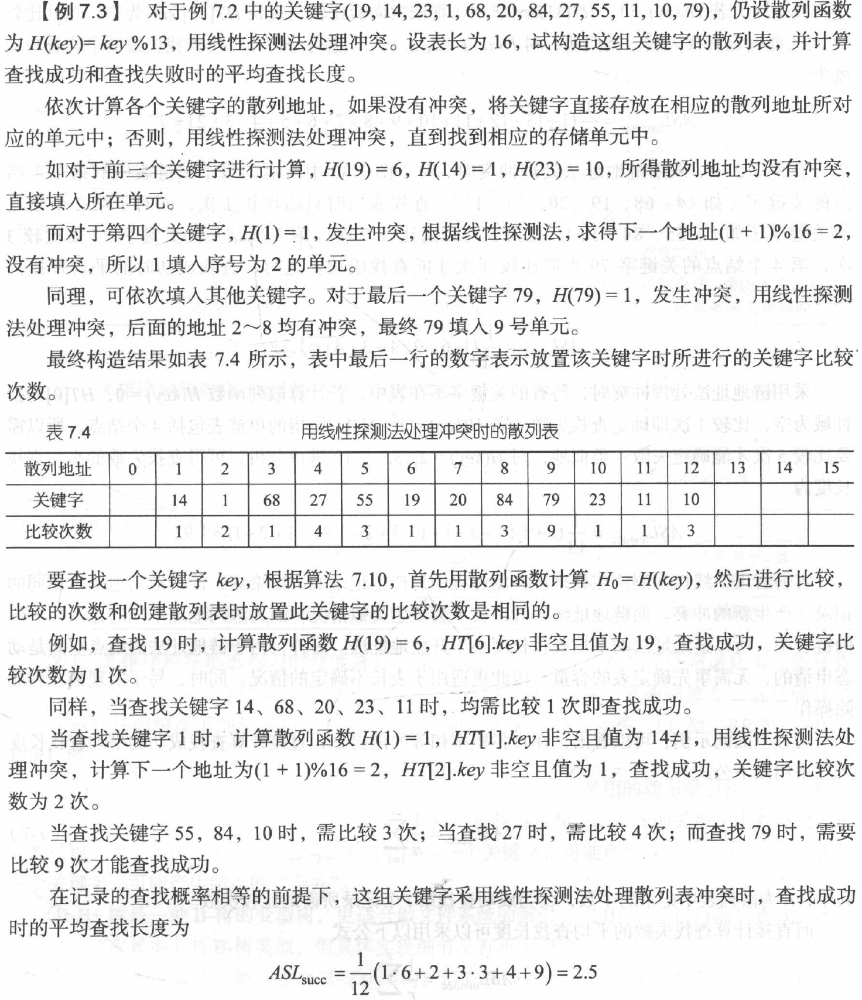 【例 7.3】 对于例 7.2 中的关键字(19, 14, 23, 1, 68, 20, 84, 27, 55, 11, 10, 79)，仍设散列函数
为 H(key)= key %13，用线性探测法处理冲突。设表长为 16，试构造这组关键字的散列表，并计算
查找成功和查找失败时的平均查找长度。
依次计算各个关键字的散列地址，如果没有冲突，将关键字直接存放在相应的散列地址所对
应的单元中；否则，用线性探测法处理冲突，直到找到相应的存储单元中。
如对于前三个关键字进行计算，H(19) = 6，H(14) = 1，H(23) = 10，所得散列地址均没有冲突，
直接填入所在单元。
而对于第四个关键字，H(1) = 1，发生冲突，根据线性探测法，求得下一个地址(1 + 1)%16 = 2，
没有冲突，所以 1 填入序号为 2 的单元。
同理，可依次填入其他关键字。对于最后一个关键字 79，H(79) = 1，发生冲突，用线性探测
法处理冲突，后面的地址 2～8 均有冲突，最终 79 填入 9 号单元。
最终构造结果如表 7.4 所示，表中最后一行的数字表示放置该关键字时所进行的关键字比较
次数。
表 7.4 用线性探测法处理冲突时的散列表
散列地址 0 1 2 3 4 5 6 7 8 9 10 11 12 13 14 15
关键字 14 1 68 27 55 19 20 84 79 23 11 10
比较次数 1 2 1 4 3 1 1 3 9 1 1 3
要查找一个关键字 key，根据算法 7.10，首先用散列函数计算 H₀ = H(key)，然后进行比较，
比较的次数和创建散列表时放置此关键字的比较次数是相同的。
例如，查找 19 时，计算散列函数 H(19) = 6，HT[6].key 非空且值为 19，查找成功，关键字比
较次数为 1 次。
同样，当查找关键字 14、68、20、23、11 时，均需比较 1 次即查找成功。
当查找关键字 1 时，计算散列函数 H(1) = 1，HT[1].key 非空且值为 14，用线性探测法处
理冲突，计算下一个地址为(1 + 1)%16 = 2，HT[2].key 非空且值为 1，查找成功，关键字比较次
数为 2 次。
当查找关键字 55，84，10 时，需比较 3 次；当查找 27 时，需比较 4 次；而查找 79 时，需要
比较 9 次才能查找成功。
在记录的查找概率相等的前提下，这组关键字采用线性探测法处理散列表冲突时，查找成功
时的平均查找长度为
ASLsucc = 1/12 (1·6 + 2 + 3·3 + 4 + 9) = 2.5